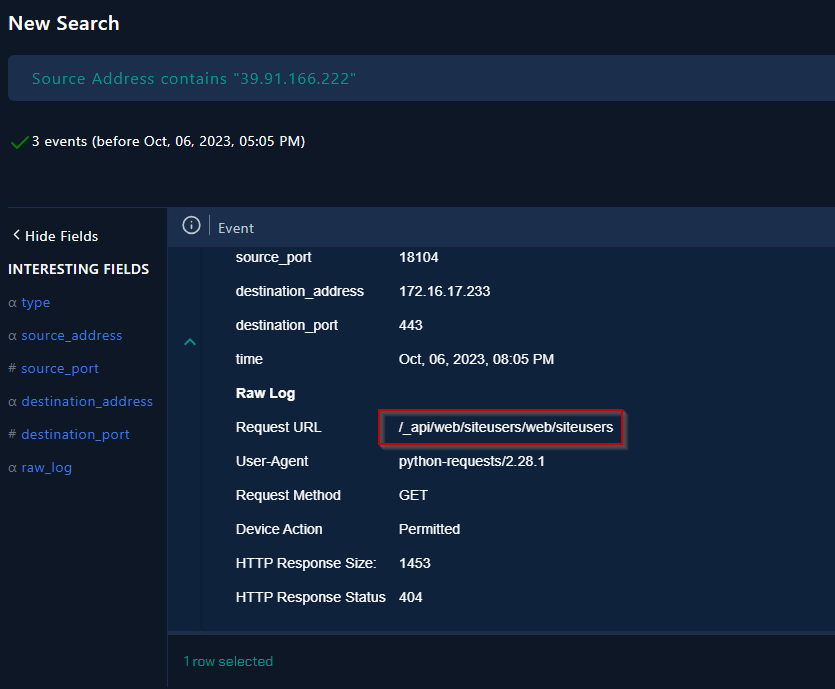 New Search
Source Address contains "39.91.166.222"
3 events (before Oct, 06, 2023, 05:05 PM)
Hide Fields
INTERESTING FIELDS
α type
α source_address
# source_port
α destination_address
# destination_port
α raw_log
Event
source_port 18104
destination_address 172.16.17.233
destination_port 443
time Oct, 06, 2023, 08:05 PM
Raw Log
Request URL /_api/web/siteusers/web/siteusers
User-Agent python-requests/2.28.1
Request Method GET
Device Action Permitted
HTTP Response Size: 1453
HTTP Response Status 404
1 row selected